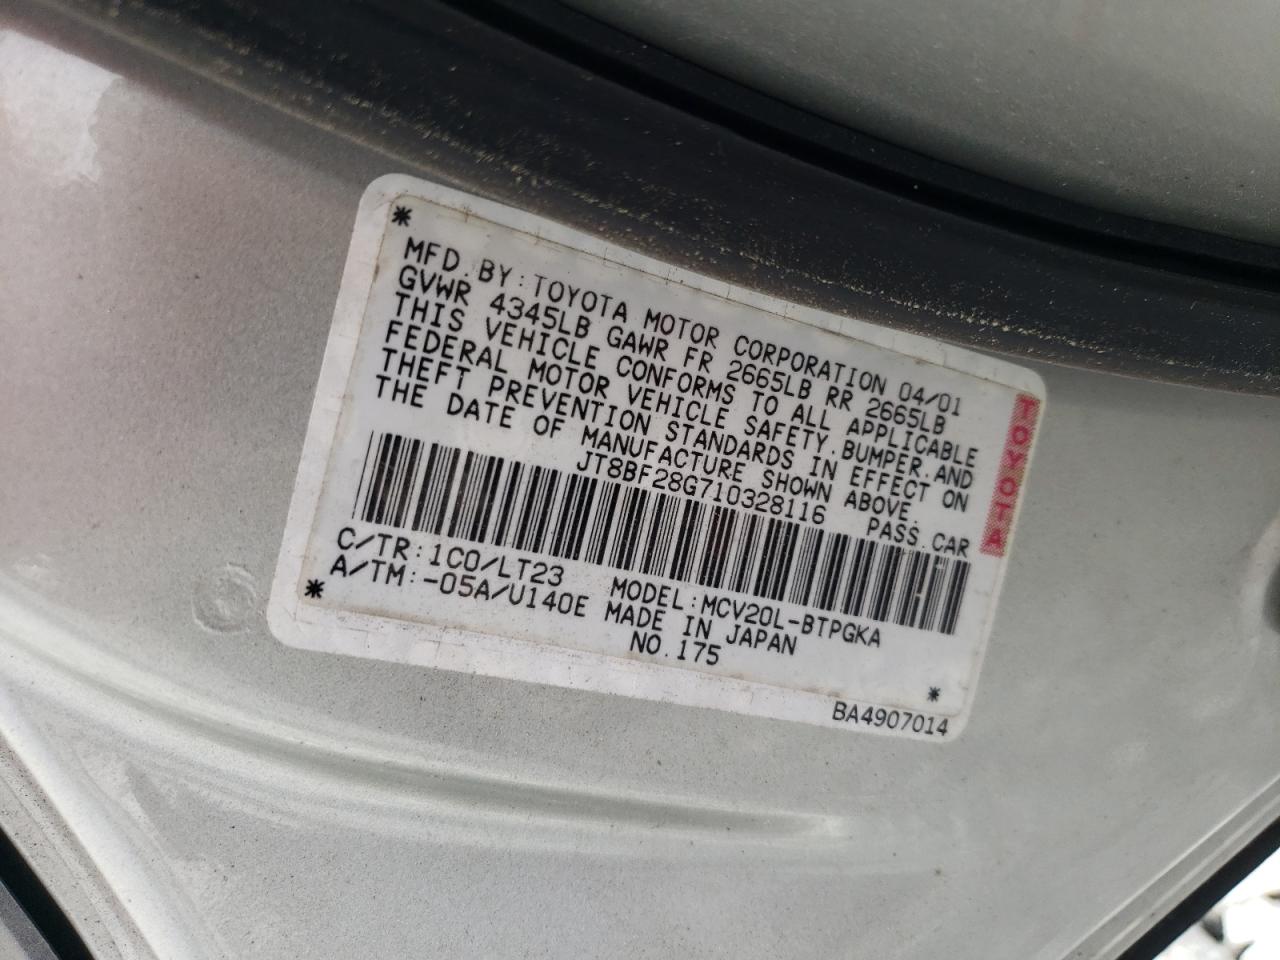 *
MFD. BY: TOYOTA MOTOR CORPORATION 04/01
GVWR 4345LB GAWR FR 2665LB RR 2665LB
THIS VEHICLE CONFORMS TO ALL APPLICABLE
FEDERAL MOTOR VEHICLE SAFETY.BUMPER.AND
THEFT PREVENTION STANDARDS IN EFFECT ON
THE DATE OF MANUFACTURE SHOWN ABOVE.
JT8BF28G710328116 PASS.CAR
TOYOTA
C/TR:1C0/LT23 MODEL:MCV20L-BTPGKA
A/TM:-05A/U140E MADE IN JAPAN
* NO.175 *
BA4907014